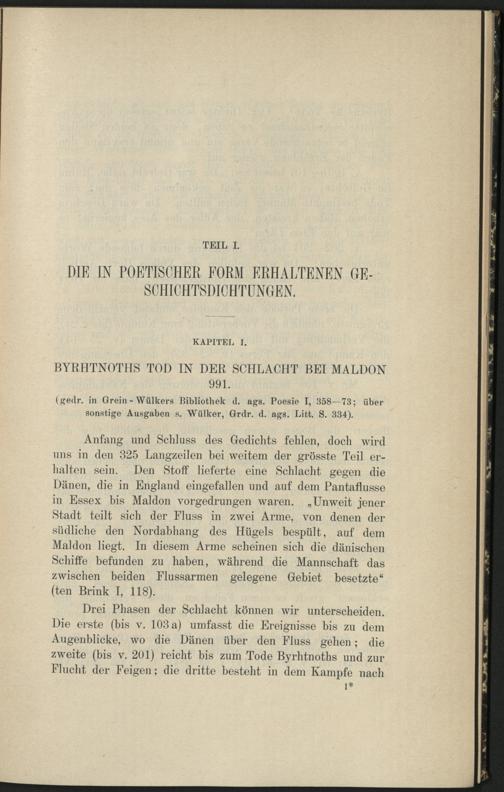 TEIL I.
DIE IN POETISCHER FORM ERHALTENEN GE-
SCHICHTSDICHTUNGEN.
KAPITEL I.
BYRHTNOTHS TOD IN DER SCHLACHT BEI MALDON
991.
(gedr. in Grein-Wülkers Bibliothek d. ags. Poesie I, 358—73; über
sonstige Ausgaben s. Wülker, Grdr. d. ags. Litt. S. 334).
Anfang und Schluss des Gedichts fehlen, doch wird
uns in den 325 Langzeilen bei weitem der grösste Teil er-
halten sein. Den Stoff lieferte eine Schlacht gegen die
Dänen, die in England eingefallen und auf dem Pantaflusse
in Essex bis Maldon vorgedrungen waren. „Unweit jener
Stadt teilt sich der Fluss in zwei Arme, von denen der
südliche den Nordabhang des Hügels bespült, auf dem
Maldon liegt. In diesem Arme scheinen sich die dänischen
Schiffe befunden zu haben, während die Mannschaft das
zwischen beiden Flussarmen gelegene Gebiet besetzte“
(ten Brink I, 118).
Drei Phasen der Schlacht können wir unterscheiden.
Die erste (bis v. 103 a) umfasst die Ereignisse bis zu dem
Augenblicke, wo die Dänen über den Fluss gehen; die
zweite (bis v. 201) reicht bis zum Tode Byrhtnoths und zur
Flucht der Feigen; die dritte besteht in dem Kampfe nach
1*